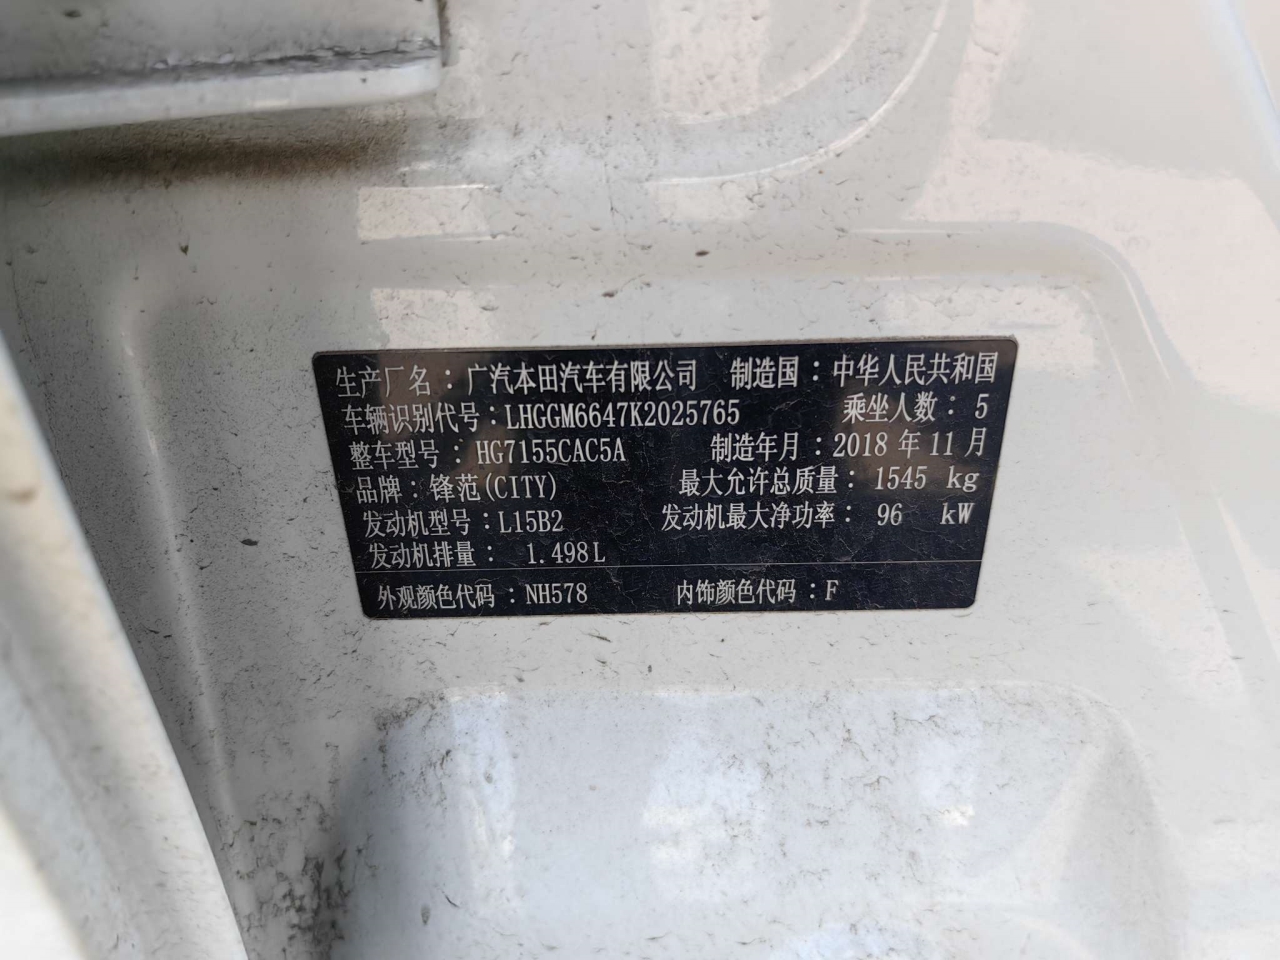 生产厂名：广汽本田汽车有限公司 制造国：中华人民共和国
车辆识别代号：LHGGM6647K2025765 乘坐人数：5
整车型号：HG7155CAC5A 制造年月：2018 年 11 月
品牌：锋范(CITY) 最大允许总质量：1545 kg
发动机型号：L15B2 发动机最大净功率：96 kW
发动机排量：1.498L
外观颜色代码：NH578 内饰颜色代码：F